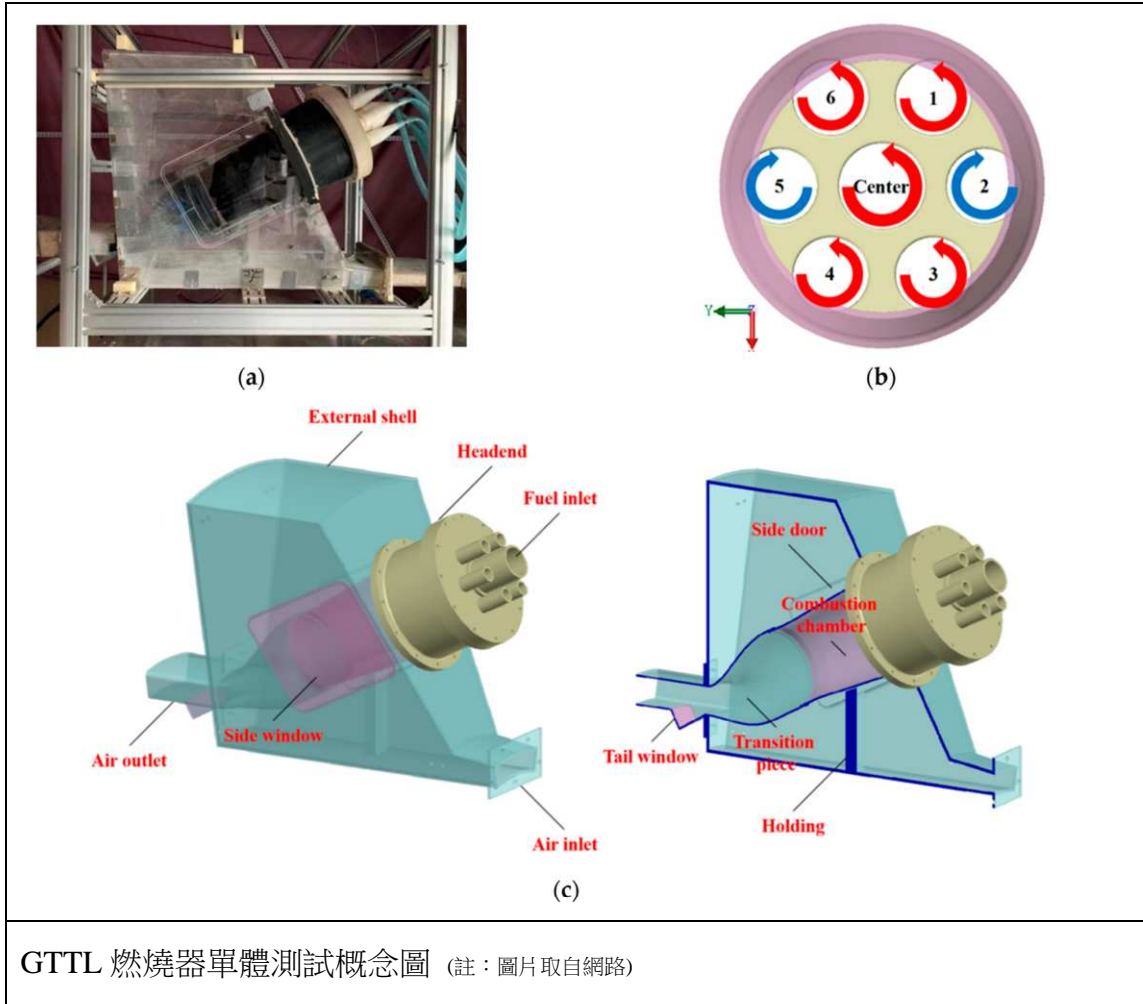 (a)
6
1
5
Center
2
4
3
Y
(b)
External shell
Headend
Fuel inlet
Side window
Air outlet
Air inlet
Side door
Combustion
chamber
Tail window
Transition
piece
Holding
(c)
GTTL 燃燒器單體測試概念圖 (註：圖片取自網路)